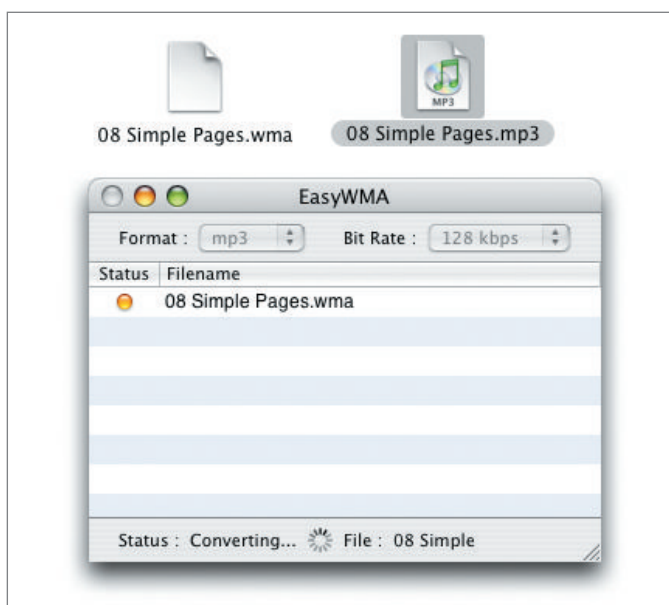 MP3
08 Simple Pages.wma
08 Simple Pages.mp3
EasyWMA
Format : mp3 Bit Rate : 128 kbps
Status Filename
08 Simple Pages.wma
Status : Converting... File : 08 Simple